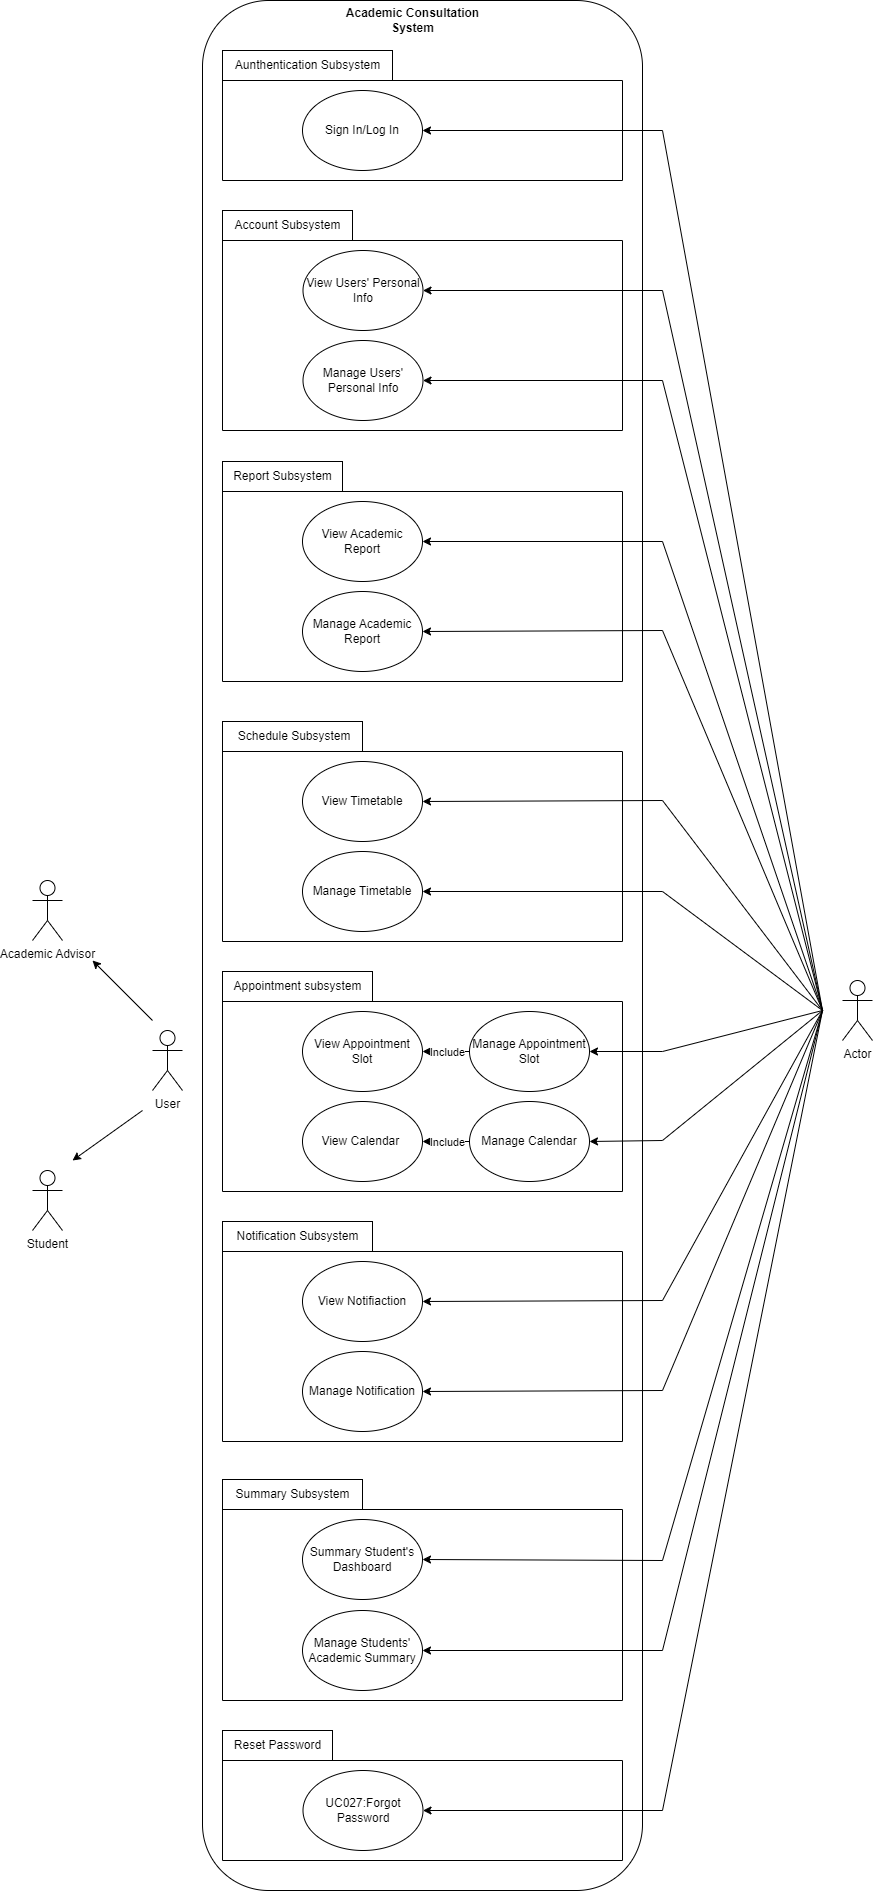 Academic Consultation
System
Aunthentication Subsystem
Sign In/Log In
Account Subsystem
View Users' Personal
Info
Manage Users'
Personal Info
Report Subsystem
View Academic
Report
Manage Academic
Report
Schedule Subsystem
View Timetable
Manage Timetable
Academic Advisor
User
Student
Appointment subsystem
View Appointment
Slot
Include
Manage Appointment
Slot
View Calendar
Include
Manage Calendar
Actor
Notification Subsystem
View Notifiaction
Manage Notification
Summary Subsystem
Summary Student's
Dashboard
Manage Students'
Academic Summary
Reset Password
UC027:Forgot
Password